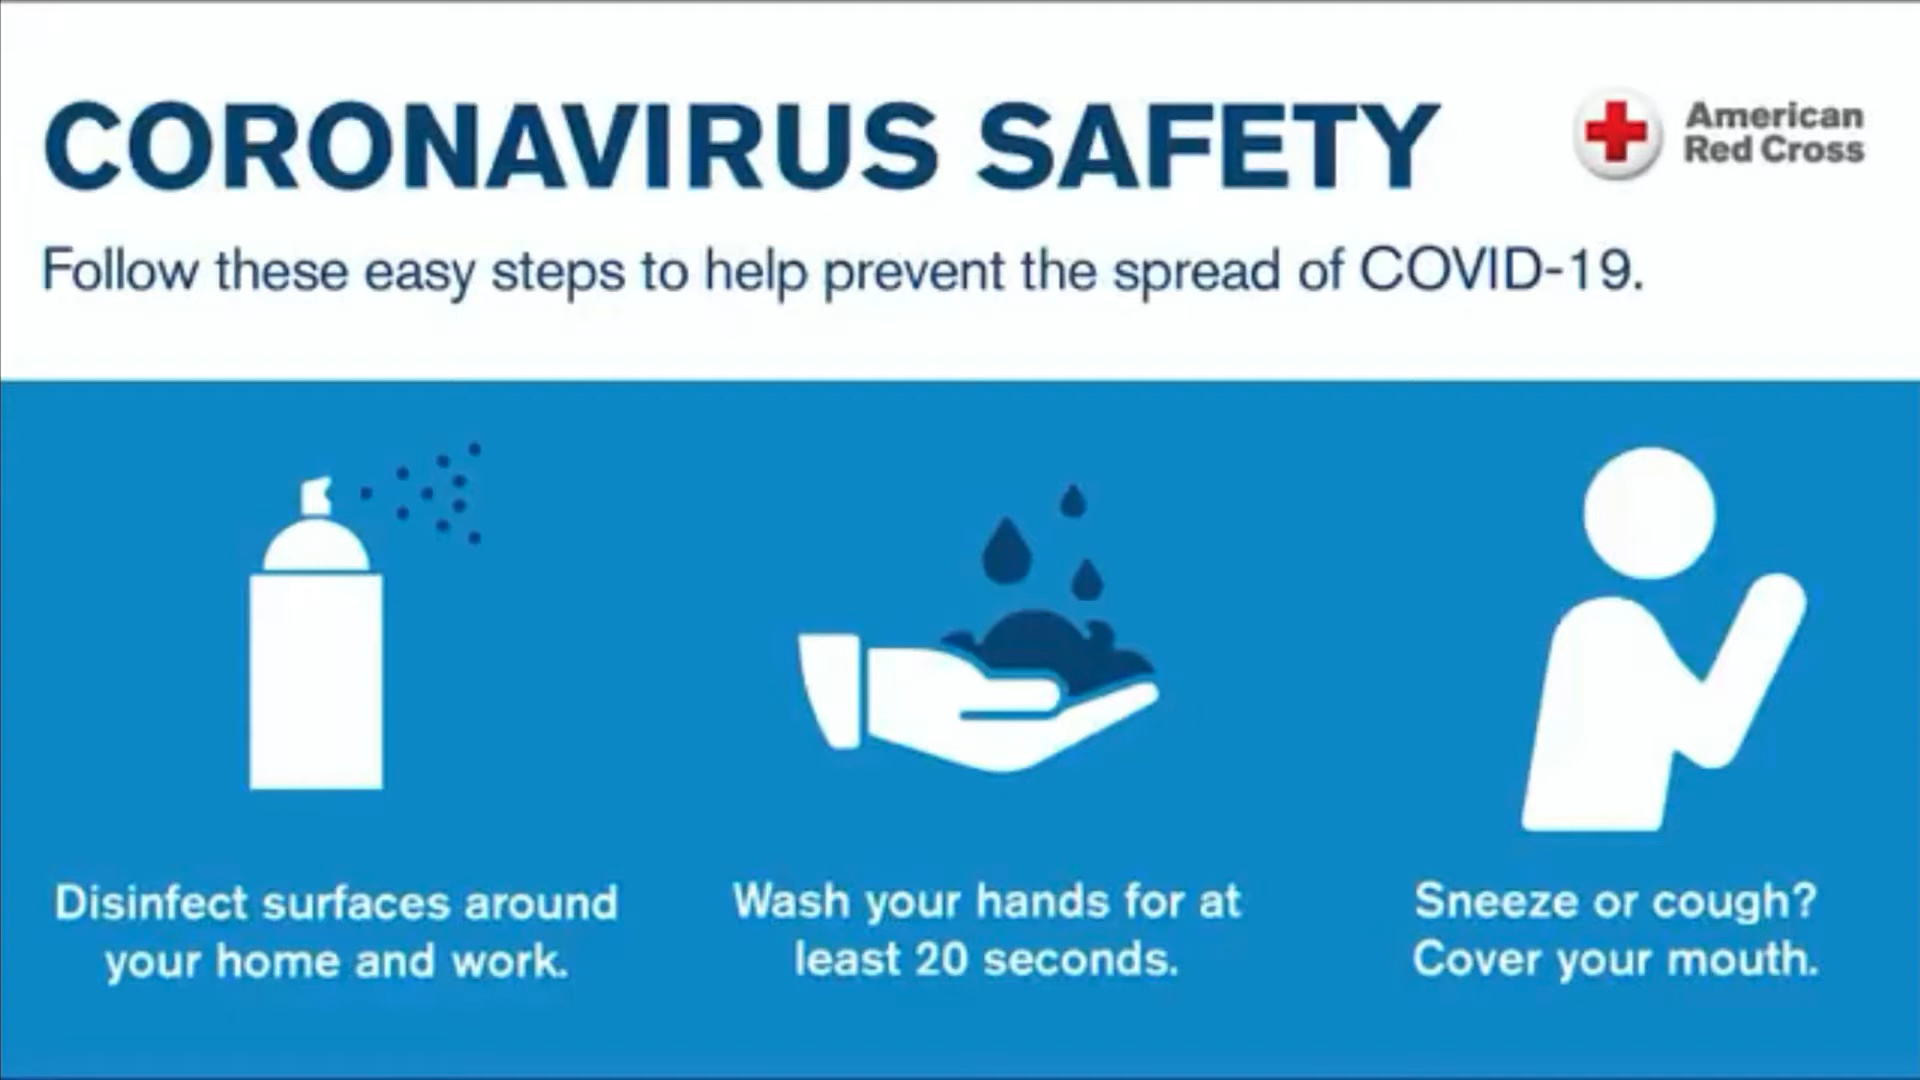 CORONAVIRUS SAFETY
American
Red Cross
Follow these easy steps to help prevent the spread of COVID-19.
Disinfect surfaces around
your home and work.
Wash your hands for at
least 20 seconds.
Sneeze or cough?
Cover your mouth.